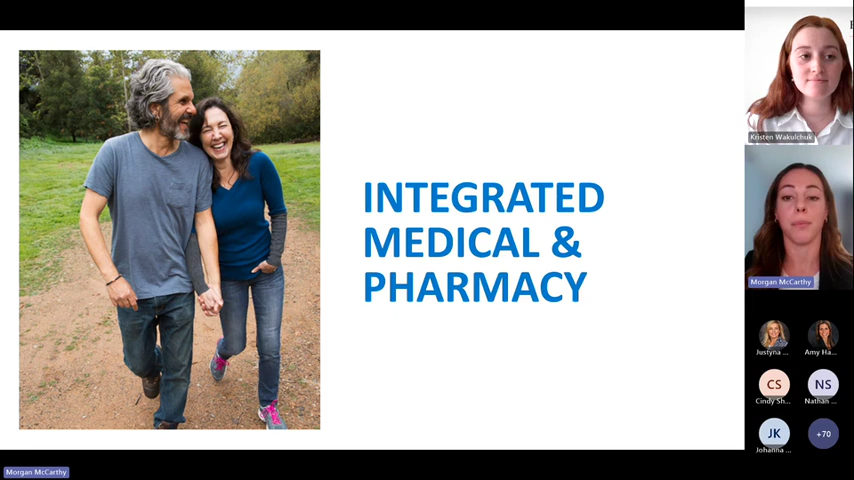 INTEGRATED
MEDICAL &
PHARMACY
Kristen Wakulchuk
Morgan McCarthy
Justyna ...
Amy Ha...
CS
NS
Cindy Sh...
Nathan ...
JK
+70
Johanna ...
Morgan McCarthy